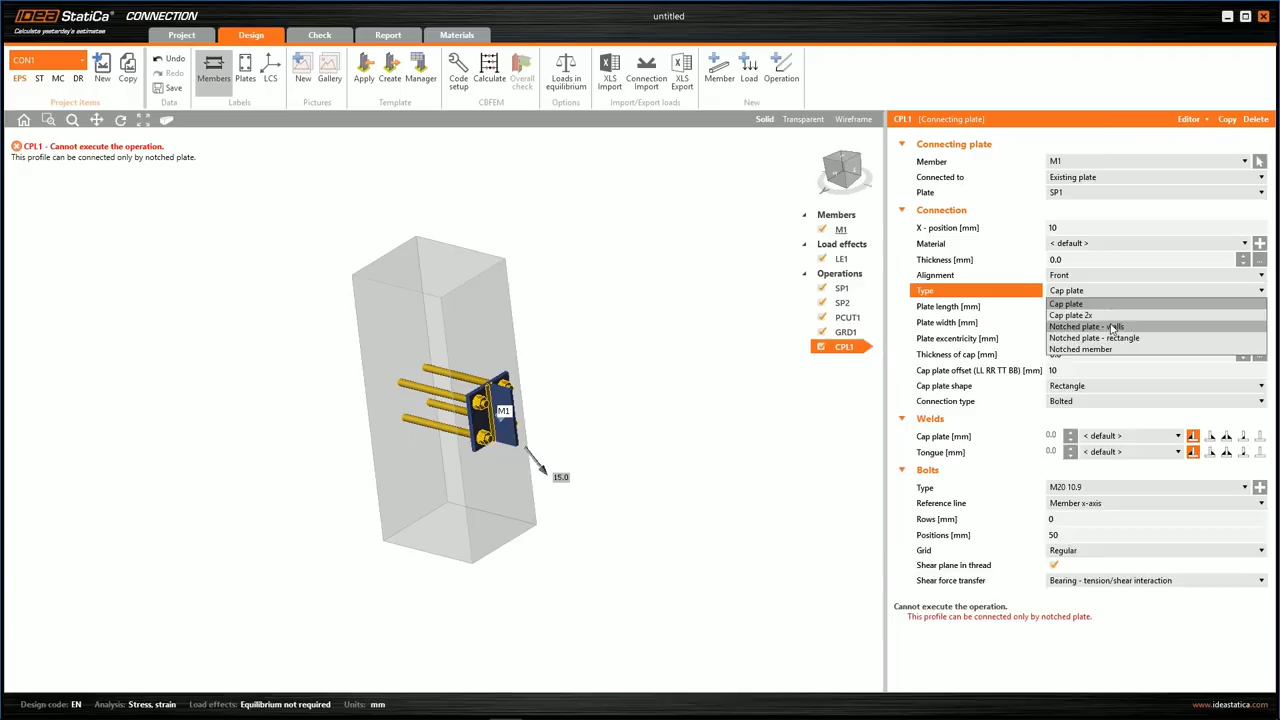 IDEA StatiCa® CONNECTION
Calculate yesterday's estimates
untitled
Project
Design
Check
Report
Materials
CON1
EPS ST MC DR
New
Copy
Project items
Undo
Redo
Save
Data
Members
Plates
LCS
Labels
New
Gallery
Pictures
Apply
Create
Manager
Template
Code setup
Calculate
Overall check
CBFEM
Loads in equilibrium
Options
XLS Import
Connection Import
XLS Export
Import/Export loads
Member
Load
Operation
New
Solid Transparent Wireframe
CPL1 - Cannot execute the operation.
This profile can be connected only by notched plate.
Members
M1
Load effects
LE1
Operations
SP1
SP2
PCUT1
GRD1
CPL1
M1
15.0
CPL1 [Connecting plate] Editor Copy Delete
Connecting plate
Member M1
Connected to Existing plate
Plate SP1
Connection
X - position [mm] 10
Material < default >
Thickness [mm] 0.0
Alignment Front
Type Cap plate
Cap plate
Cap plate 2x
Notched plate - walls
Notched plate - rectangle
Notched member
Plate length [mm]
Plate width [mm]
Plate excentricity [mm]
Thickness of cap [mm]
Cap plate offset (LL RR TT BB) [mm] 10
Cap plate shape Rectangle
Connection type Bolted
Welds
Cap plate [mm] 0.0 < default >
Tongue [mm] 0.0 < default >
Bolts
Type M20 10.9
Reference line Member x-axis
Rows [mm] 0
Positions [mm] 50
Grid Regular
Shear plane in thread
Shear force transfer Bearing - tension/shear interaction
Cannot execute the operation.
This profile can be connected only by notched plate.
Design code: EN Analysis: Stress, strain Load effects: Equilibrium not required Units: mm
www.ideastatica.com